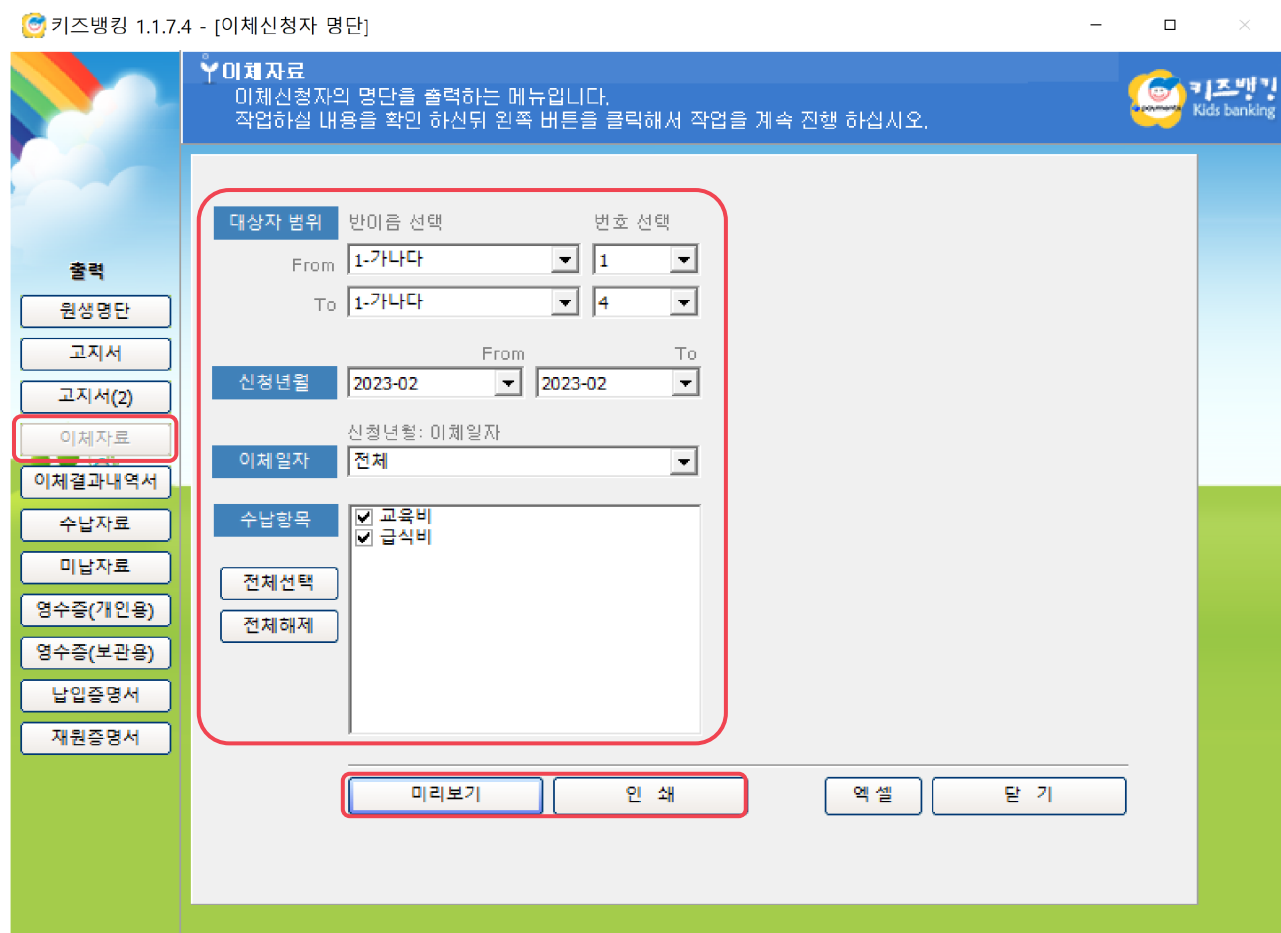 키즈뱅킹 1.1.7.4 - [이체신청자 명단]
이체자료
이체신청자의 명단을 출력하는 메뉴입니다.
작업하실 내용을 확인 하신뒤 왼쪽 버튼을 클릭해서 작업을 계속 진행 하십시오.
키즈뱅킹
Kids banking
epayments
출력
원생명단
고지서
고지서(2)
이체자료
이체결과내역서
수납자료
미납자료
영수증(개인용)
영수증(보관용)
납입증명서
재원증명서
대상자 범위 반이름 선택 번호 선택
From 1-가나다 1
To 1-가나다 4
From To
신청년월 2023-02 2023-02
신청년월: 이체일자
이체일자 전체
수납항목 교육비
급식비
전체선택
전체해제
미리보기 인 쇄 엑 셀 닫 기